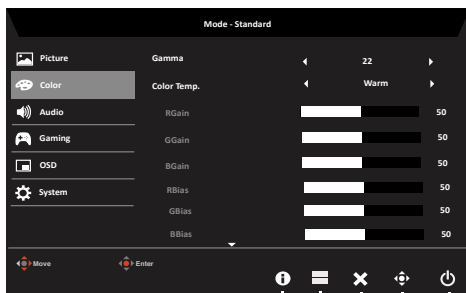 Mode - Standard
Picture
Gamma
22
Color
Color Temp.
Warm
Audio
RGain
50
Gaming
GGain
50
OSD
BGain
50
System
RBias
50
GBias
50
BBias
50
Move
Enter